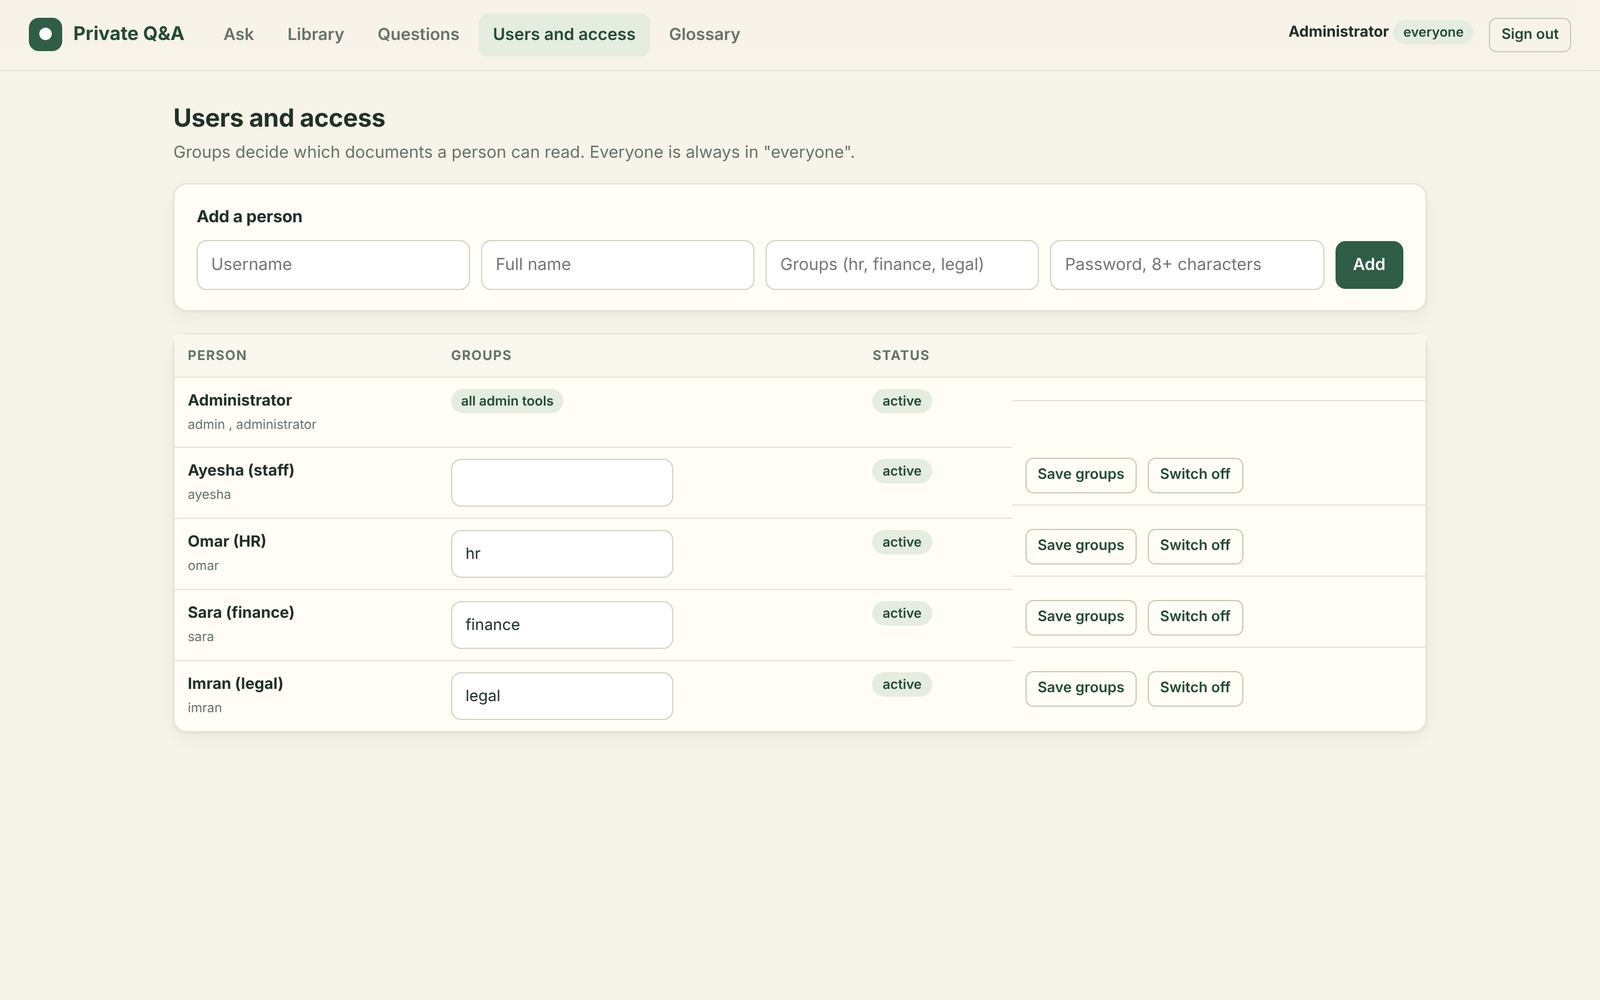 Private Q&A Ask Library Questions Users and access Glossary Administrator everyone Sign out
Users and access
Groups decide which documents a person can read. Everyone is always in "everyone".
Add a person
Username Full name Groups (hr, finance, legal) Password, 8+ characters Add
PERSON GROUPS STATUS
Administrator all admin tools active
admin , administrator
Ayesha (staff) active Save groups Switch off
ayesha
Omar (HR) hr active Save groups Switch off
omar
Sara (finance) finance active Save groups Switch off
sara
Imran (legal) legal active Save groups Switch off
imran